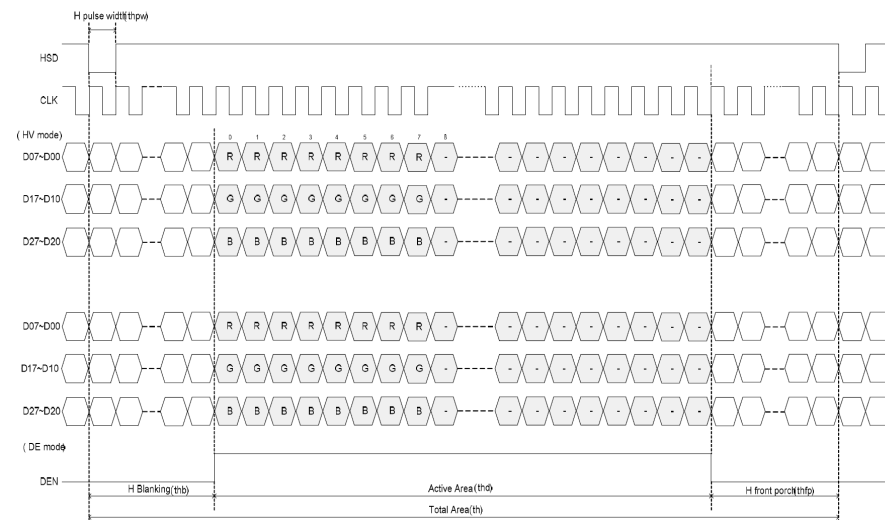 H pulse width(thpw)
HSD
CLK
( HV mode)
0 1 2 3 4 5 6 7 8
D07~D00 R R R R R R R R - - - - - - - - -
D17~D10 G G G G G G G G - - - - - - - - -
D27~D20 B B B B B B B B - - - - - - - - -
D07~D00 R R R R R R R R - - - - - - - - -
D17~D10 G G G G G G G G - - - - - - - - -
D27~D20 B B B B B B B B - - - - - - - - -
( DE mode)
DEN
H Blanking(thb) Active Area(thd) H front porch(thfp)
Total Area(th)